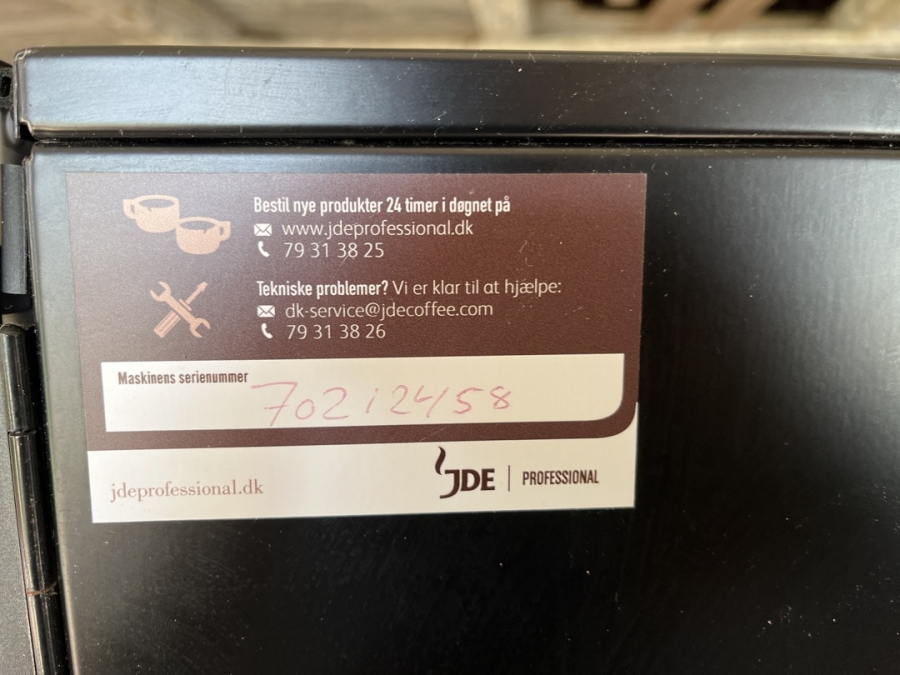 Bestil nye produkter 24 timer i døgnet på
www.jdeprofessional.dk
79 31 38 25
Tekniske problemer? Vi er klar til at hjælpe:
dk-service@jdecoffee.com
79 31 38 26
Maskinens serienummer
70212458
jdeprofessional.dk
JDE | PROFESSIONAL